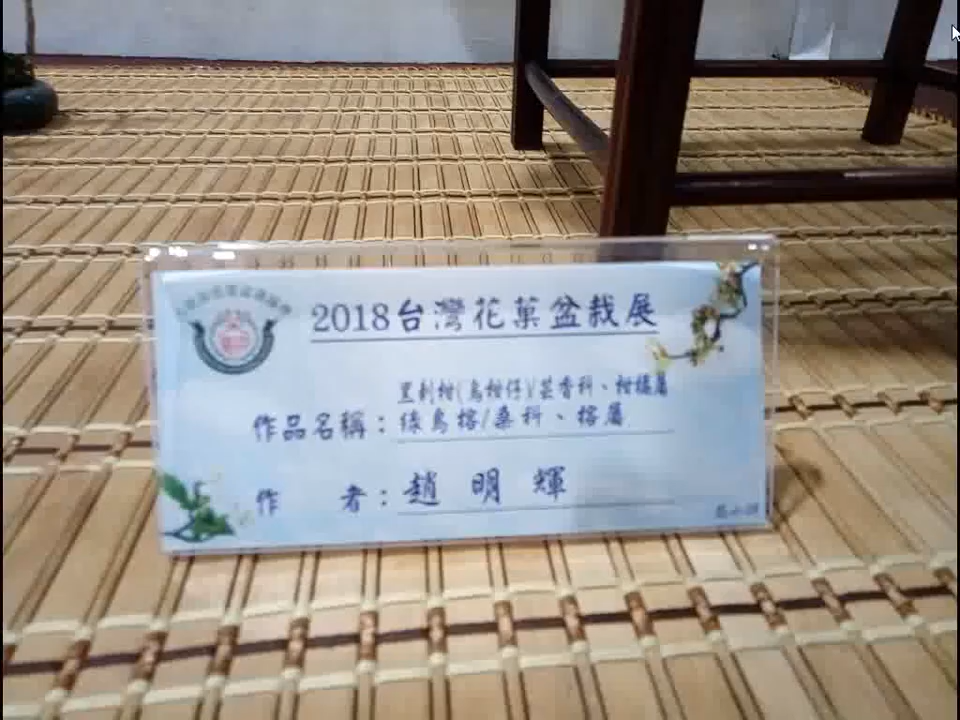 2018台灣花菓盆栽展
黑刺柑(烏柑仔)/芸香科、柑橘屬
作品名稱：綠島榕/桑科、榕屬
作者：趙明輝